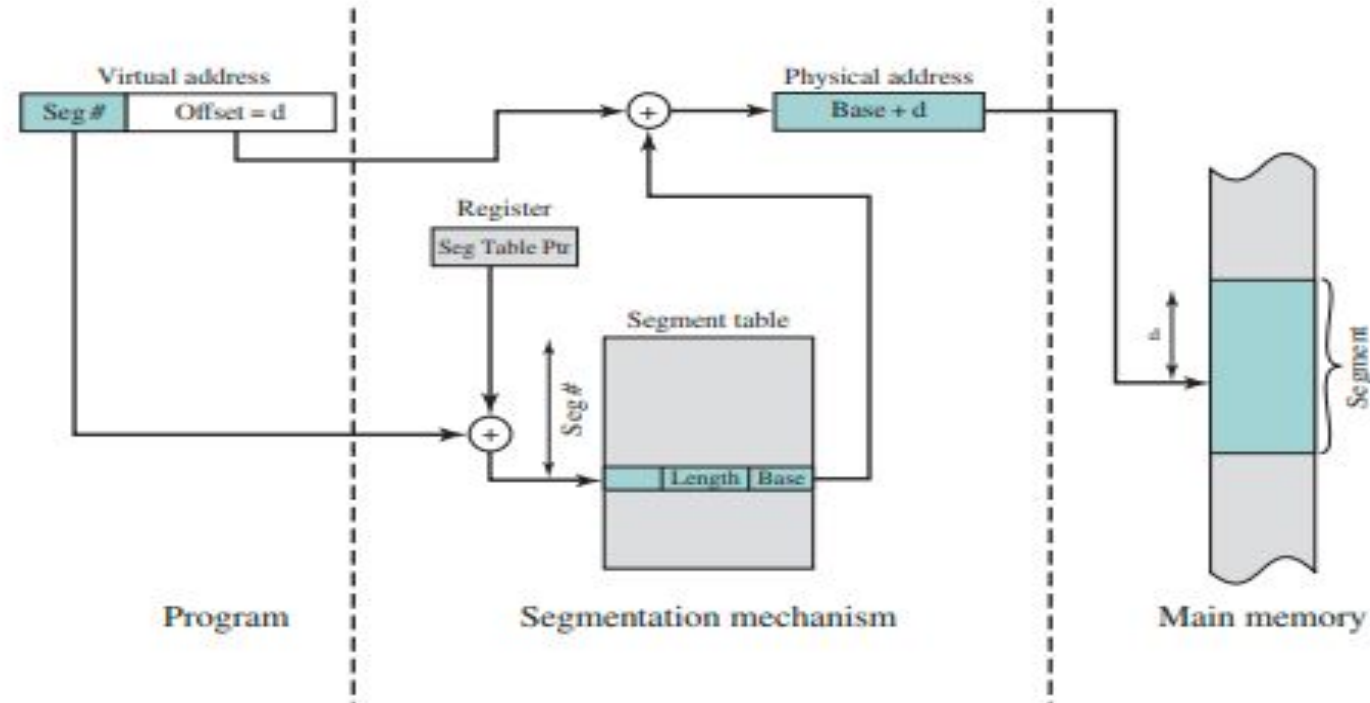 Virtual address
Seg # Offset = d
Physical address
Base + d
+
Register
Seg Table Ptr
Segment table
Seg #
+
Length Base
Segment
Program
Segmentation mechanism
Main memory